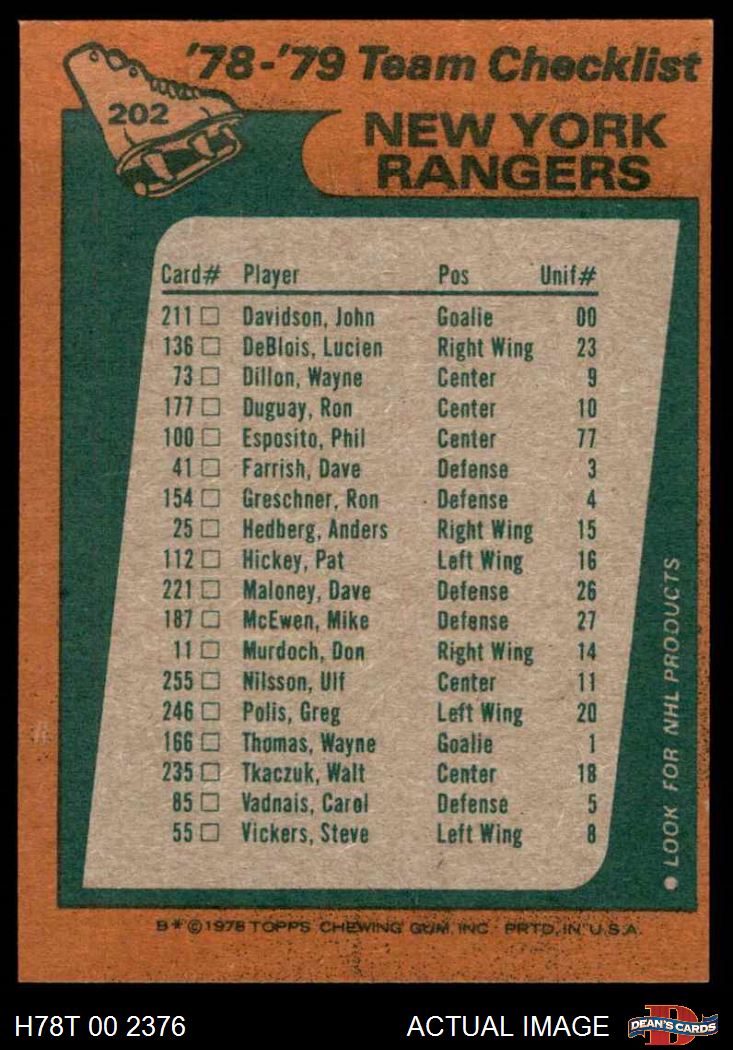 '78-'79 Team Checklist
202
NEW YORK
RANGERS
Card# Player Pos Unif#
211 Davidson, John Goalie 00
136 DeBlois, Lucien Right Wing 23
73 Dillon, Wayne Center 9
177 Duguay, Ron Center 10
100 Esposito, Phil Center 77
41 Farrish, Dave Defense 3
154 Greschner, Ron Defense 4
25 Hedberg, Anders Right Wing 15
112 Hickey, Pat Left Wing 16
221 Maloney, Dave Defense 26
187 McEwen, Mike Defense 27
11 Murdoch, Don Right Wing 14
255 Nilsson, Ulf Center 11
246 Polis, Greg Left Wing 20
166 Thomas, Wayne Goalie 1
235 Tkaczuk, Walt Center 18
85 Vadnais, Carol Defense 5
55 Vickers, Steve Left Wing 8
• LOOK FOR NHL PRODUCTS
B* © 1978 TOPPS CHEWING GUM, INC. PRTD. IN U.S.A.
H78T 00 2376 ACTUAL IMAGE
D
DEAN'S CARDS